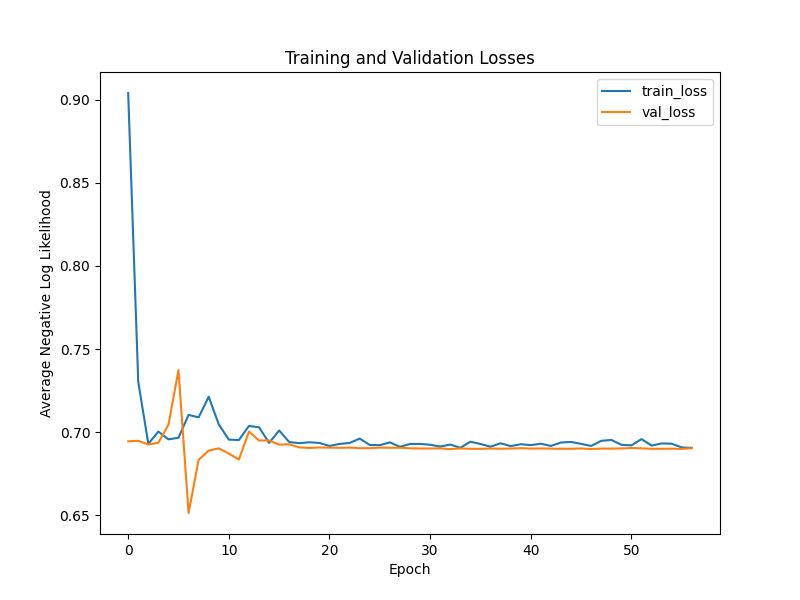 Training and Validation Losses
train_loss
val_loss
Average Negative Log Likelihood
0.90
0.85
0.80
0.75
0.70
0.65
0 10 20 30 40 50
Epoch